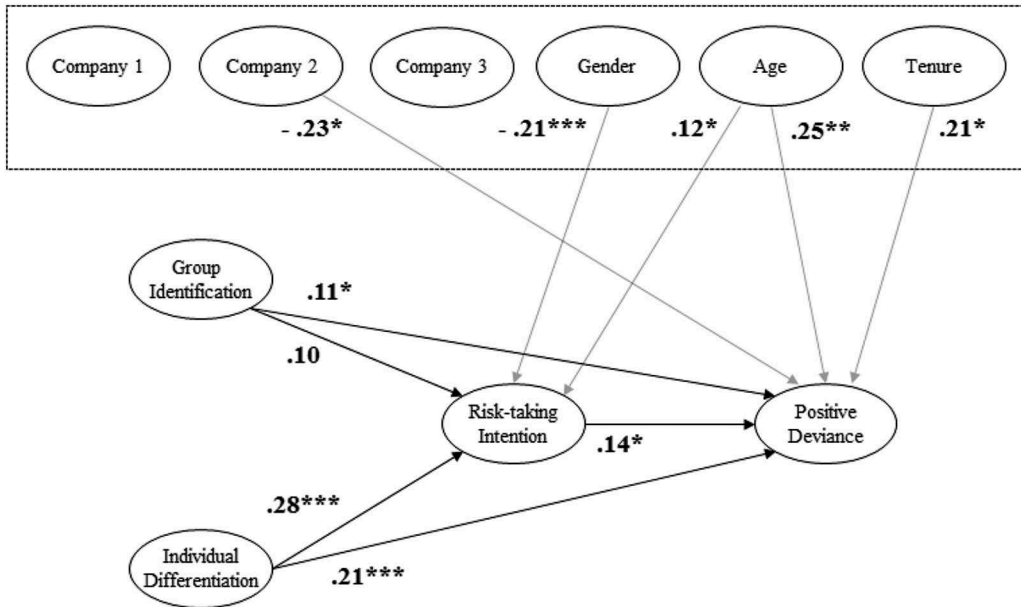 Company 1
Company 2
Company 3
Gender
Age
Tenure
- .23*
- .21***
.12*
.25**
.21*
Group
Identification
.11*
.10
Risk-taking
Intention
Positive
Deviance
.14*
.28***
Individual
Differentiation
.21***